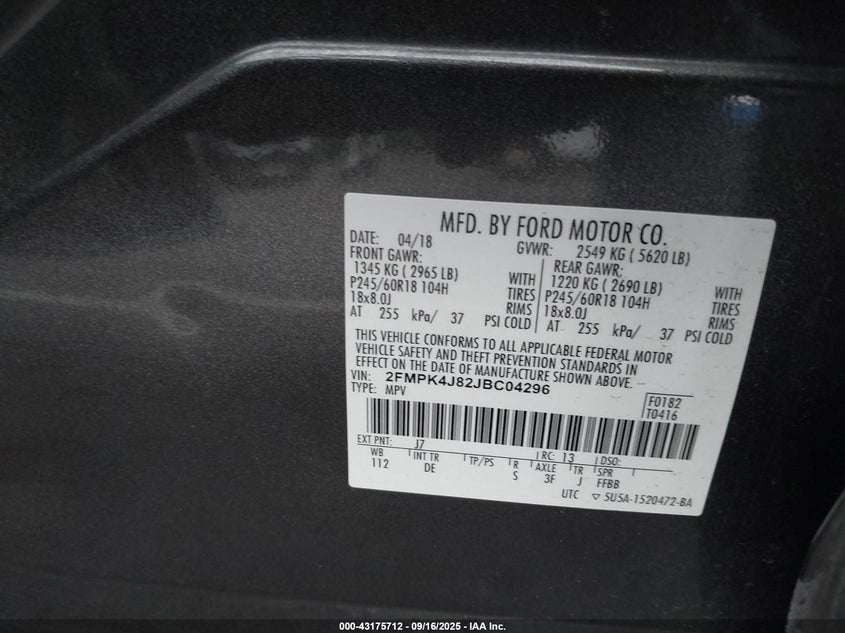 MFD. BY FORD MOTOR CO.
DATE: 04/18 GVWR: 2549 KG ( 5620 LB)
FRONT GAWR: REAR GAWR:
1345 KG ( 2965 LB) WITH 1220 KG ( 2690 LB) WITH
P245/60R18 104H TIRES P245/60R18 104H TIRES
18x8.0J RIMS 18x8.0J RIMS
AT 255 kPa/ 37 PSI COLD AT 255 kPa/ 37 PSI COLD
THIS VEHICLE CONFORMS TO ALL APPLICABLE FEDERAL MOTOR
VEHICLE SAFETY AND THEFT PREVENTION STANDARDS IN
EFFECT ON THE DATE OF MANUFACTURE SHOWN ABOVE.
VIN: 2FMPK4J82JBC04296
TYPE: MPV
F0182
T0416
EXT PNT: J7 RC: 13 DSO:
WB INT TR TP/PS R AXLE TR SPR
112 DE S 3F J FFBB
UTC ▽ 5U5A-1520472-BA
000-43175712 - 09/16/2025 - IAA Inc.